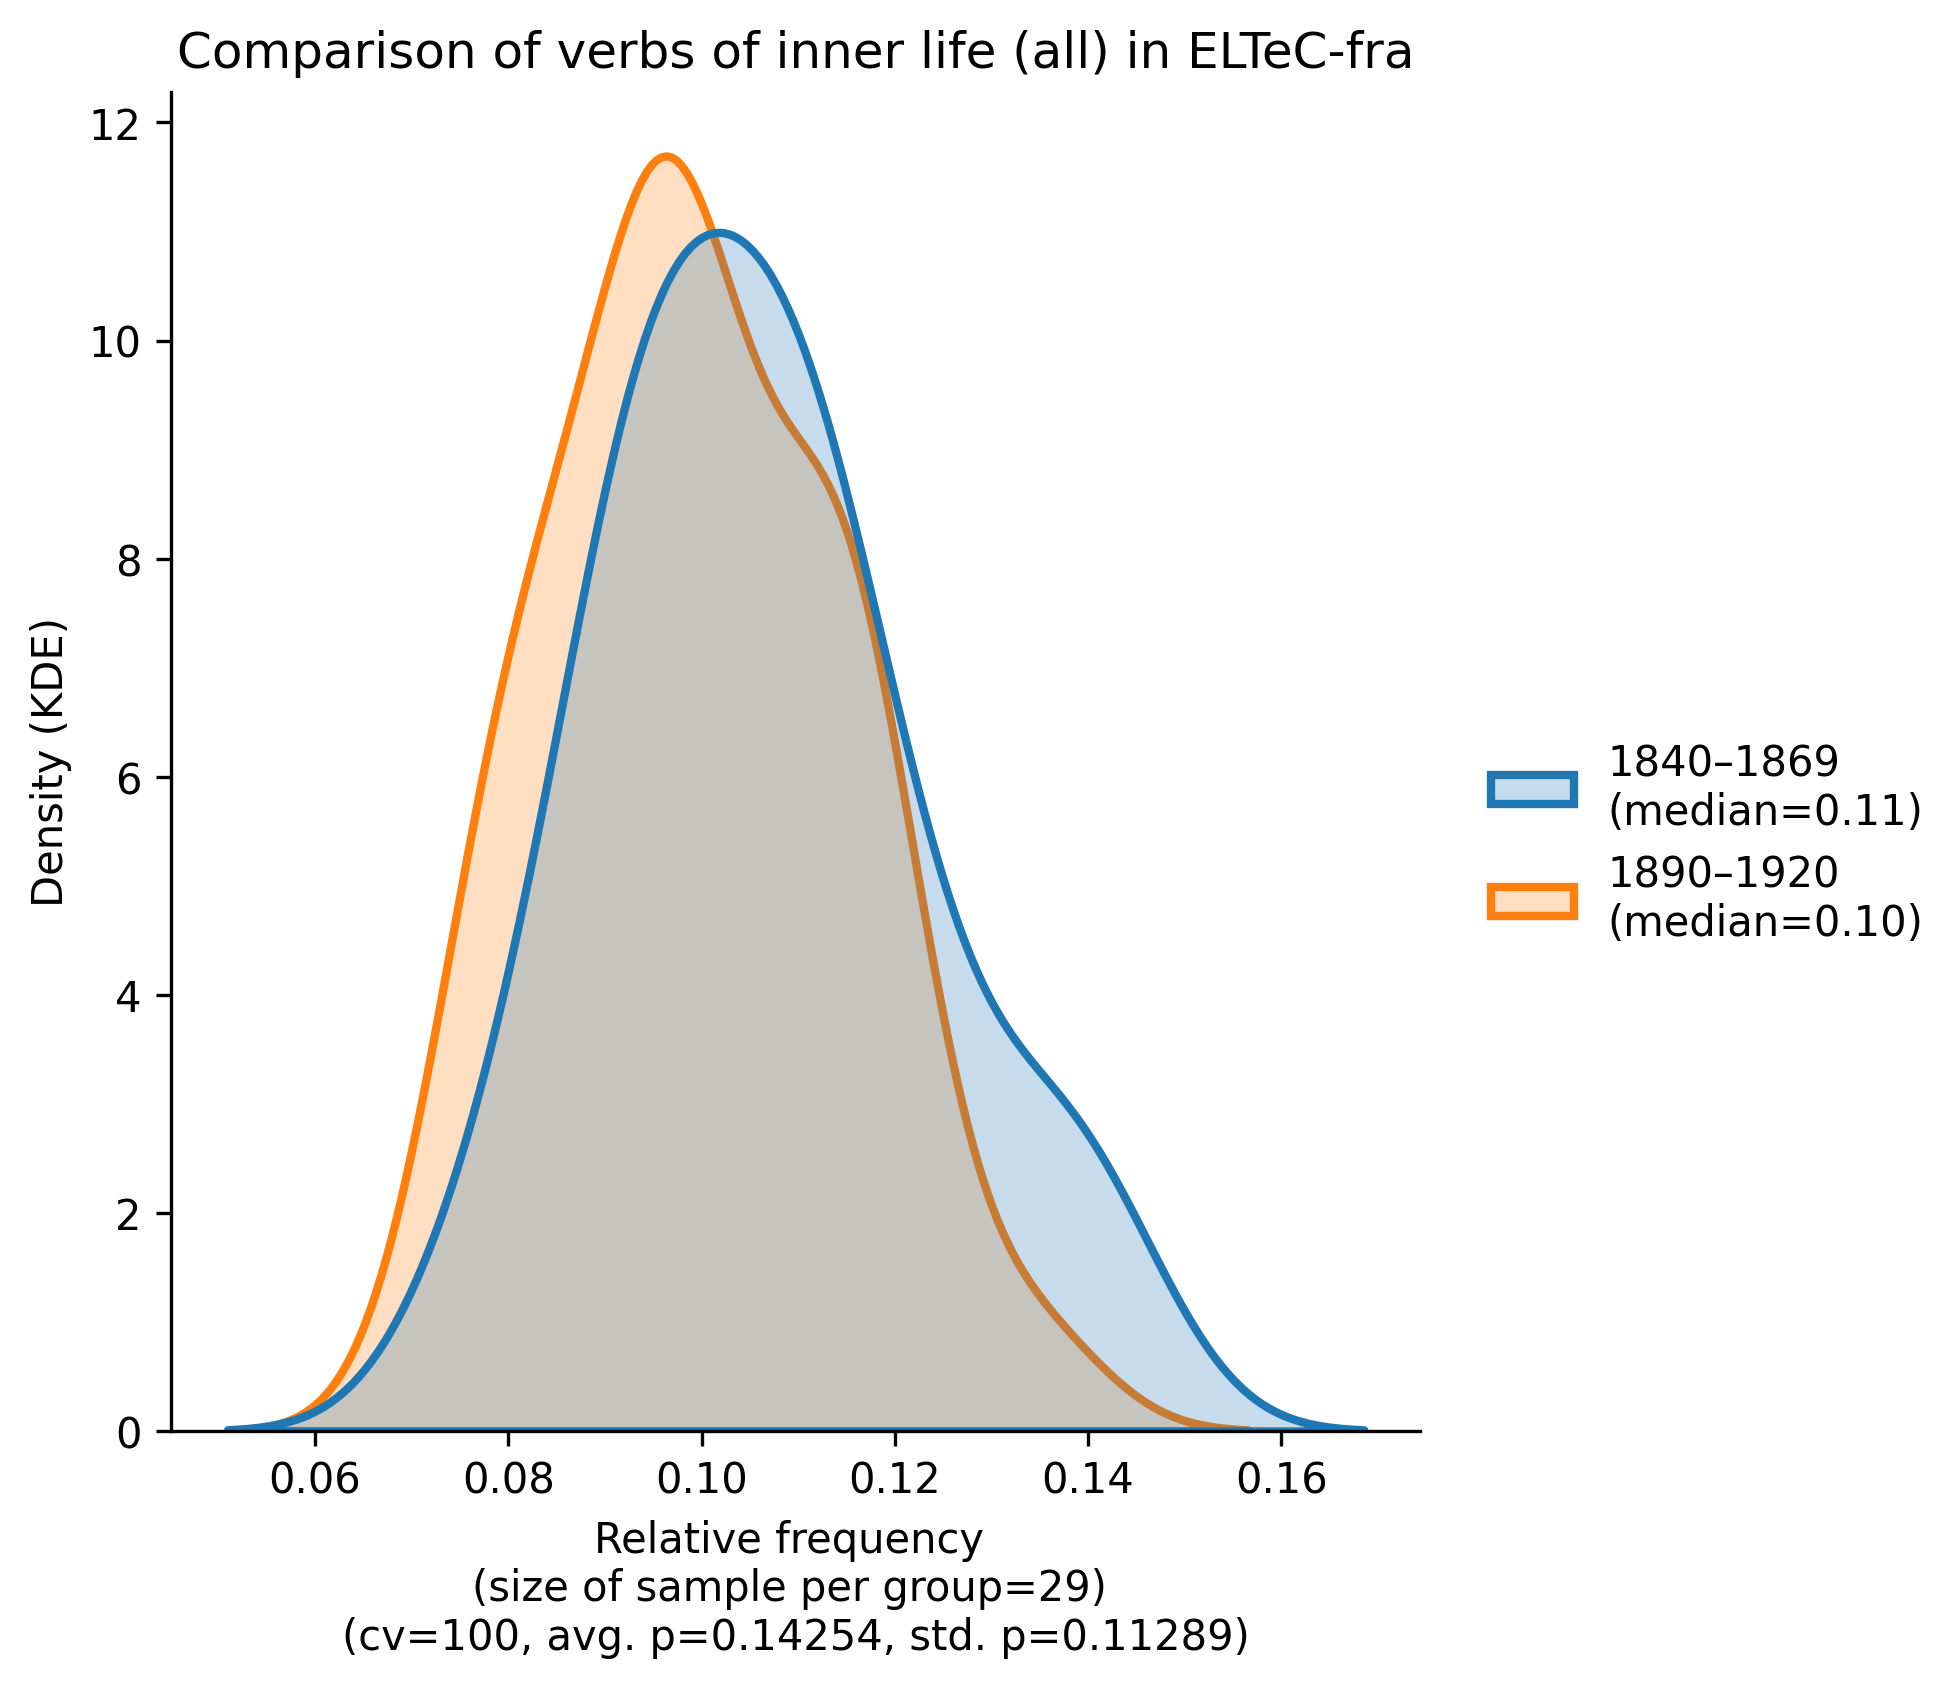 Comparison of verbs of inner life (all) in ELTeC-fra
12
10
8
6
4
2
0
Density (KDE)
1840–1869
(median=0.11)
1890–1920
(median=0.10)
0.06 0.08 0.10 0.12 0.14 0.16
Relative frequency
(size of sample per group=29)
(cv=100, avg. p=0.14254, std. p=0.11289)